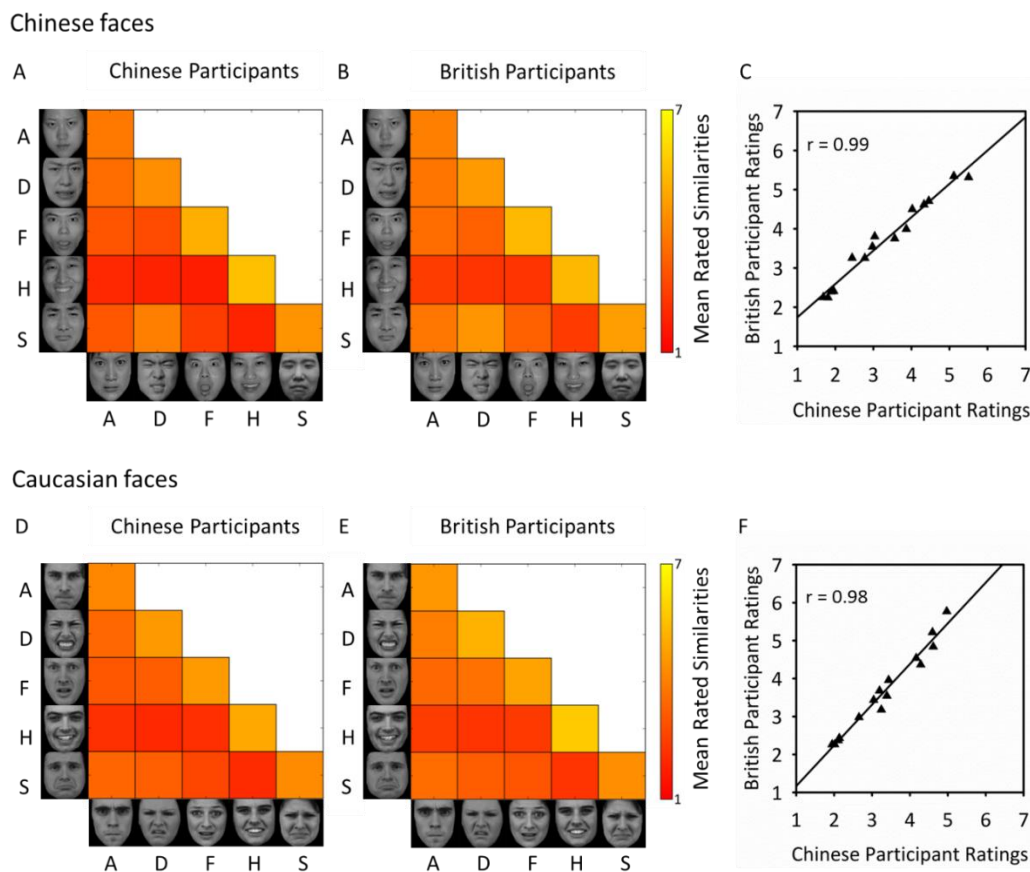 Chinese faces
A Chinese Participants B British Participants C
A
D
F
H
S
A D F H S
A
D
F
H
S
A D F H S
7
1
Mean Rated Similarities
r = 0.99
7
6
5
4
3
2
1
British Participant Ratings
1 2 3 4 5 6 7
Chinese Participant Ratings
Caucasian faces
D Chinese Participants E British Participants F
A
D
F
H
S
A D F H S
A
D
F
H
S
A D F H S
7
1
Mean Rated Similarities
r = 0.98
7
6
5
4
3
2
1
British Participant Ratings
1 2 3 4 5 6 7
Chinese Participant Ratings